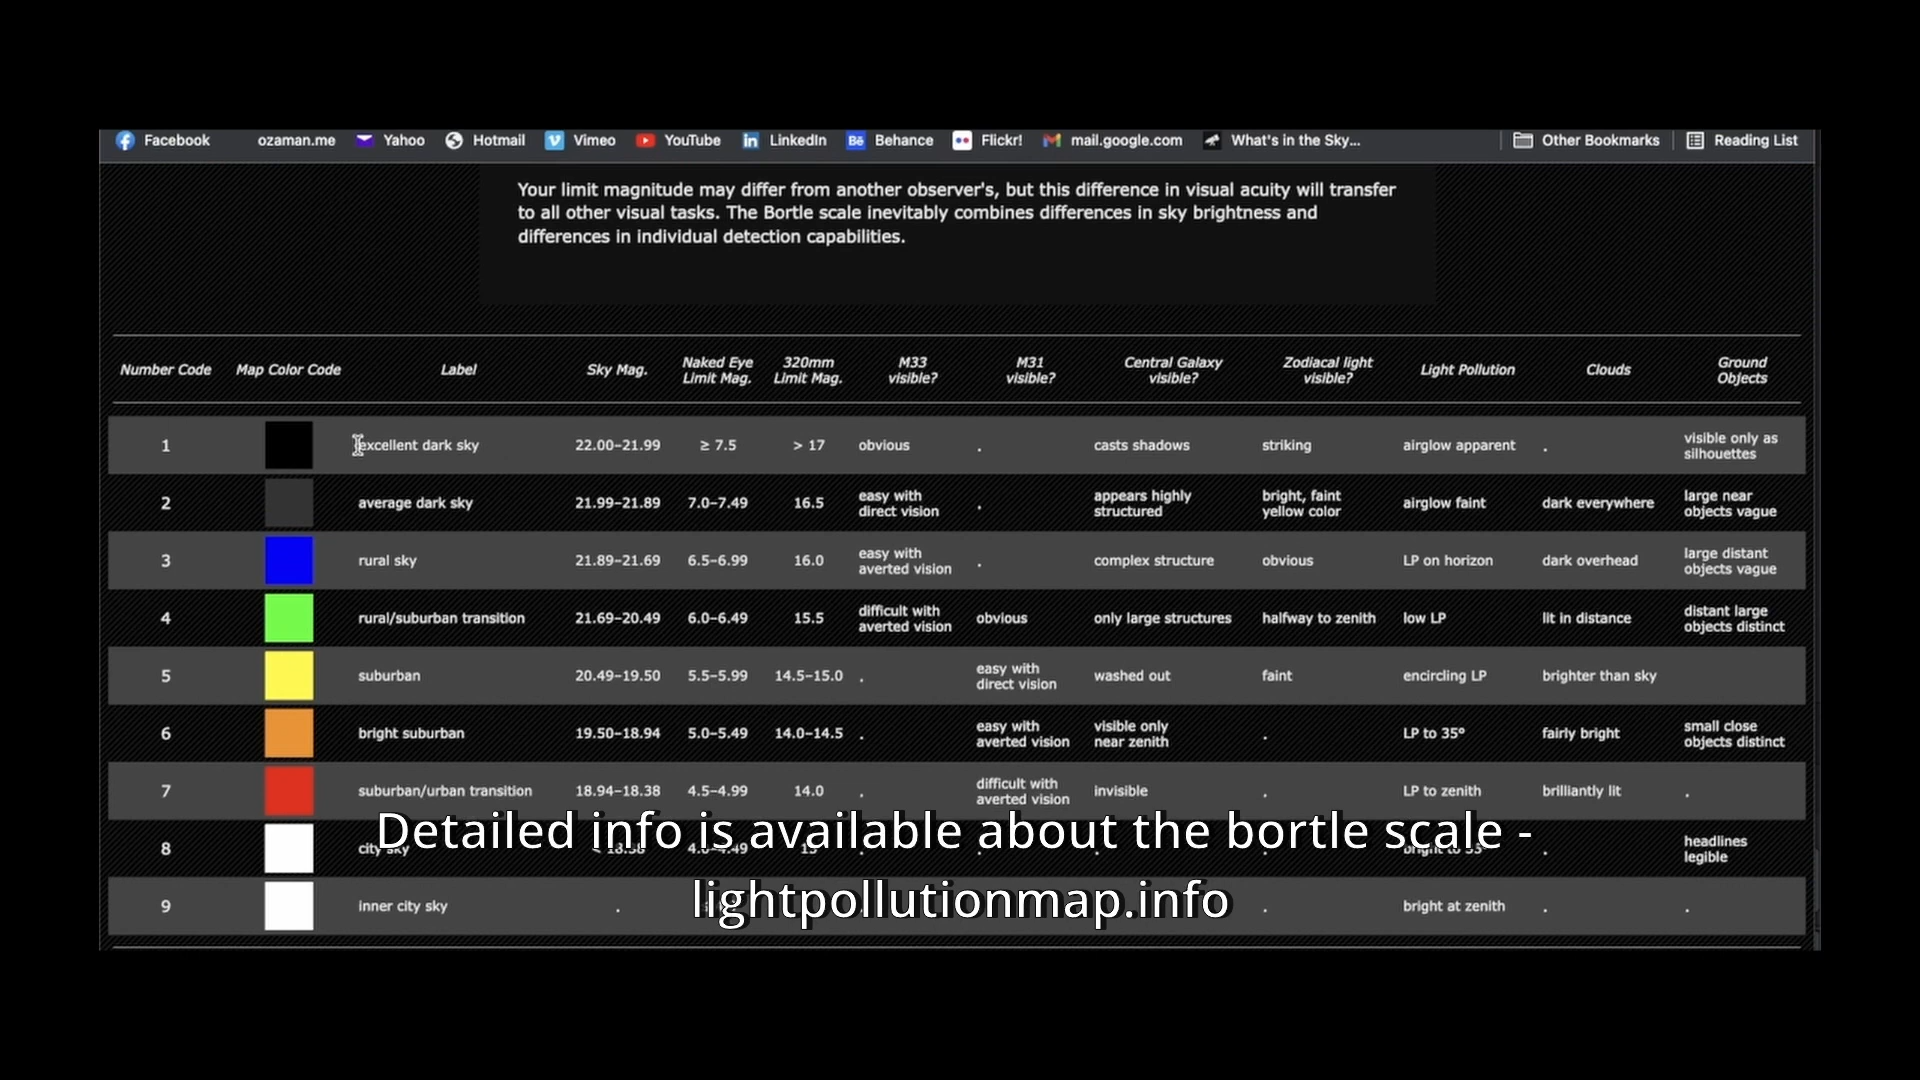 Facebook ozaman.me Yahoo Hotmail Vimeo YouTube LinkedIn Behance Flickr! mail.google.com What's in the Sky... Other Bookmarks Reading List
Your limit magnitude may differ from another observer's, but this difference in visual acuity will transfer
to all other visual tasks. The Bortle scale inevitably combines differences in sky brightness and
differences in individual detection capabilities.
Number Code Map Color Code Label Sky Mag. Naked Eye Limit Mag. 320mm Limit Mag. M33 visible? M31 visible? Central Galaxy visible? Zodiacal light visible? Light Pollution Clouds Ground Objects
1 excellent dark sky 22.00–21.99 ≥ 7.5 > 17 obvious . casts shadows striking airglow apparent . visible only as silhouettes
2 average dark sky 21.99–21.89 7.0–7.49 16.5 easy with direct vision . appears highly structured bright, faint yellow color airglow faint dark everywhere large near objects vague
3 rural sky 21.89–21.69 6.5–6.99 16.0 easy with averted vision . complex structure obvious LP on horizon dark overhead large distant objects vague
4 rural/suburban transition 21.69–20.49 6.0–6.49 15.5 difficult with averted vision obvious only large structures halfway to zenith low LP lit in distance distant large objects distinct
5 suburban 20.49–19.50 5.5–5.99 14.5–15.0 . easy with direct vision washed out faint encircling LP brighter than sky
6 bright suburban 19.50–18.94 5.0–5.49 14.0–14.5 . easy with averted vision visible only near zenith . LP to 35° fairly bright small close objects distinct
7 suburban/urban transition 18.94–18.38 4.5–4.99 14.0 . difficult with averted vision invisible . LP to zenith brilliantly lit .
8 city sky . headlines legible
9 inner city sky . . bright at zenith . .
Detailed info is available about the bortle scale -
lightpollutionmap.info